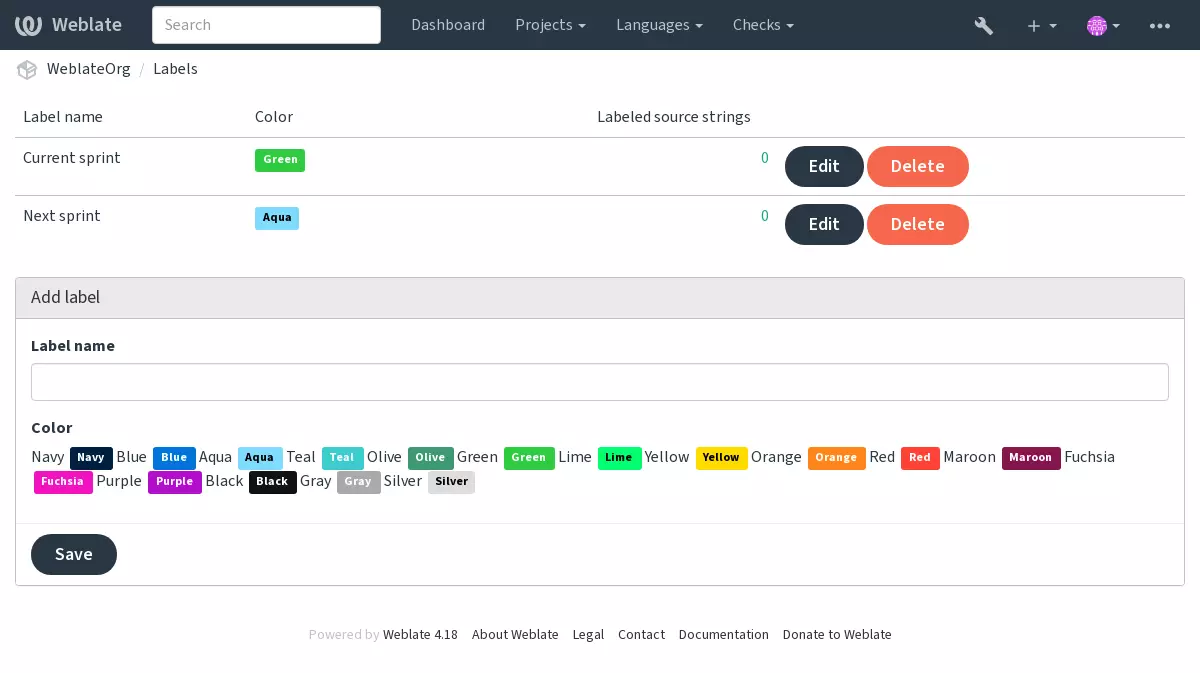 Weblate Search Dashboard Projects Languages Checks
WeblateOrg / Labels
Label name Color Labeled source strings
Current sprint Green 0 Edit Delete
Next sprint Aqua 0 Edit Delete
Add label
Label name
Color
Navy Navy Blue Blue Aqua Aqua Teal Teal Olive Olive Green Green Lime Lime Yellow Yellow Orange Orange Red Red Maroon Maroon Fuchsia
Fuchsia Purple Purple Black Black Gray Gray Silver Silver
Save
Powered by Weblate 4.18 About Weblate Legal Contact Documentation Donate to Weblate